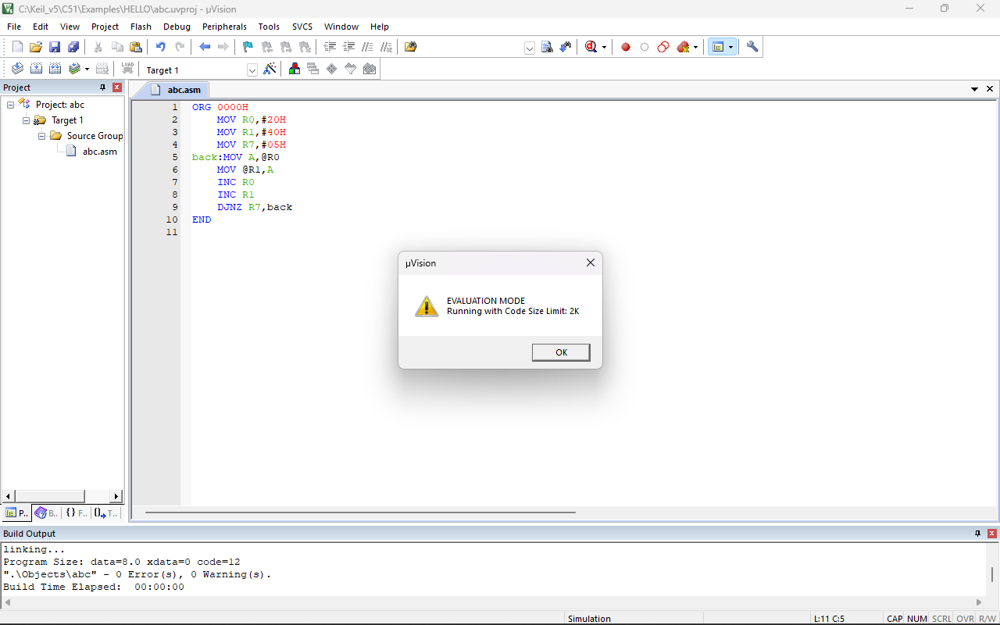 C:\Keil_v5\C51\Examples\HELLO\abc.uvproj - µVision
File Edit View Project Flash Debug Peripherals Tools SVCS Window Help
LOAD
Target 1
Project
Project: abc
Target 1
Source Group
abc.asm
P.. B.. {} F.. {} T..
abc.asm
1 ORG 0000H
2 MOV R0,#20H
3 MOV R1,#40H
4 MOV R7,#05H
5 back:MOV A,@R0
6 MOV @R1,A
7 INC R0
8 INC R1
9 DJNZ R7,back
10 END
11
µVision
EVALUATION MODE
Running with Code Size Limit: 2K
OK
Build Output
linking...
Program Size: data=8.0 xdata=0 code=12
".\Objects\abc" - 0 Error(s), 0 Warning(s).
Build Time Elapsed:  00:00:00
Simulation L:11 C:5 CAP NUM SCRL OVR R/W